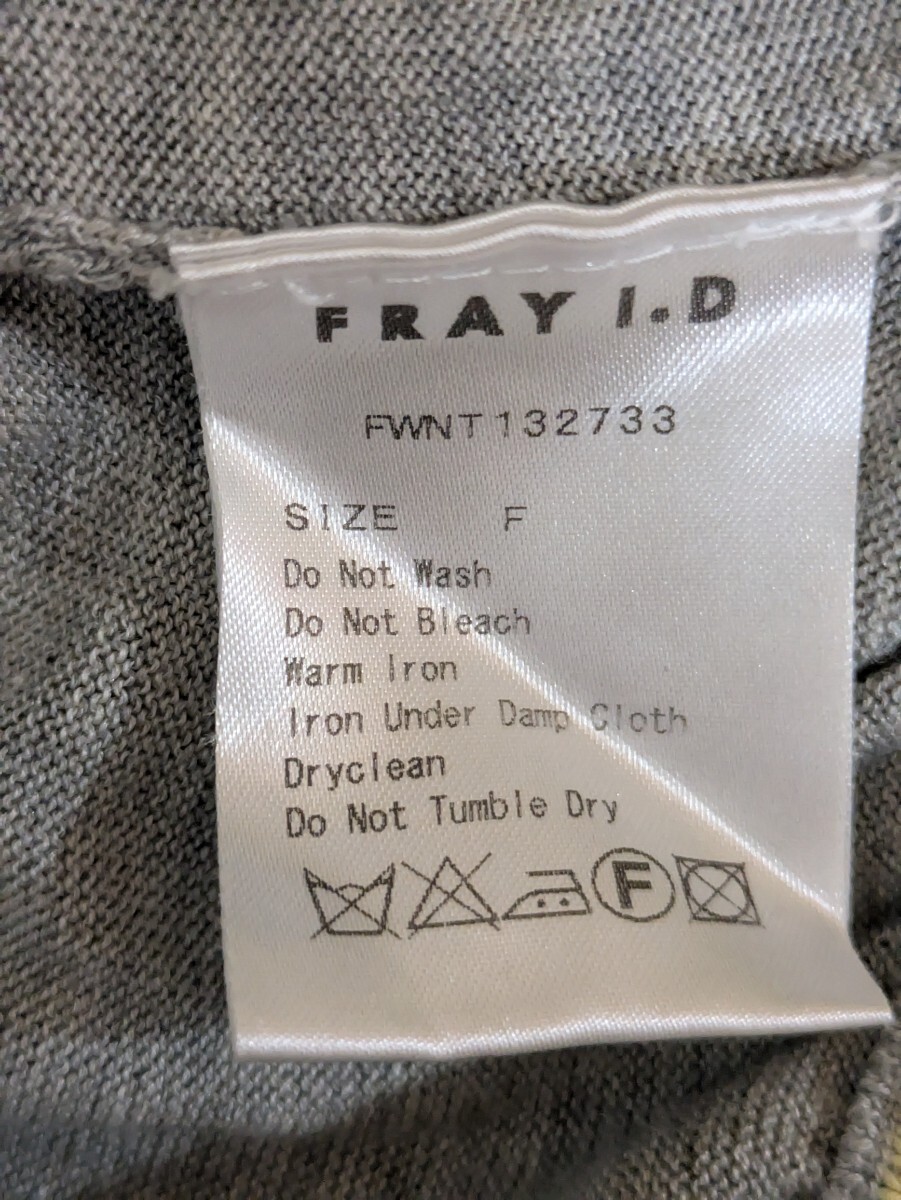 FRAY I.D
FWNT132733
SIZE F
Do Not Wash
Do Not Bleach
Warm Iron
Iron Under Damp Cloth
Dryclean
Do Not Tumble Dry
F